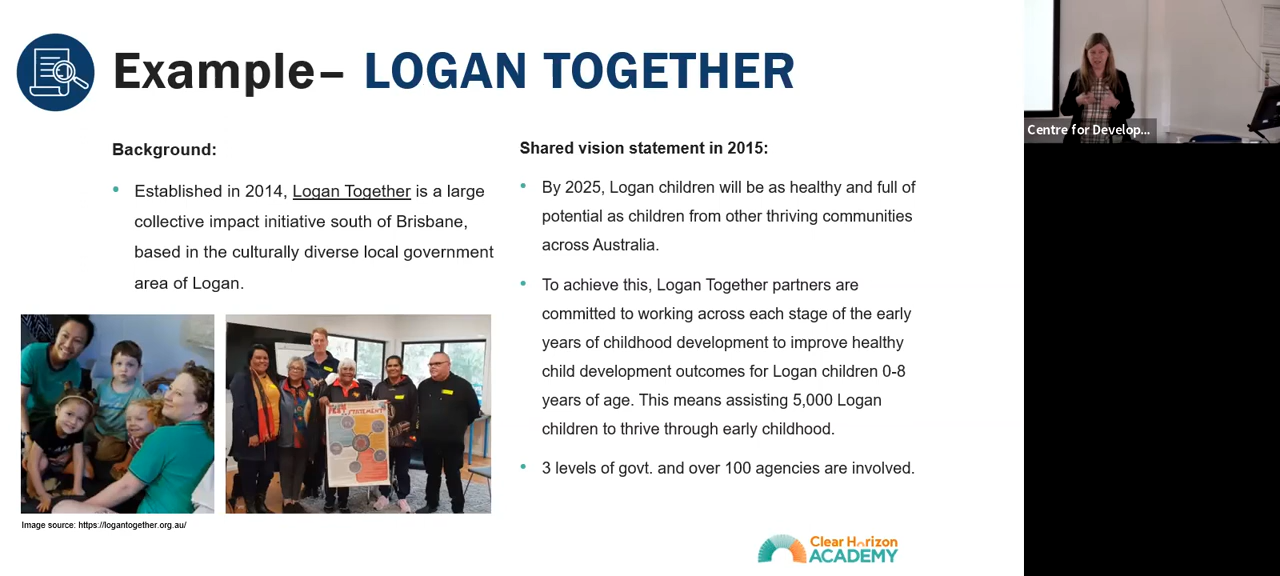 Example– LOGAN TOGETHER
Background:
• Established in 2014, Logan Together is a large
collective impact initiative south of Brisbane,
based in the culturally diverse local government
area of Logan.
Image source: https://logantogether.org.au/
Shared vision statement in 2015:
• By 2025, Logan children will be as healthy and full of
potential as children from other thriving communities
across Australia.
• To achieve this, Logan Together partners are
committed to working across each stage of the early
years of childhood development to improve healthy
child development outcomes for Logan children 0-8
years of age. This means assisting 5,000 Logan
children to thrive through early childhood.
• 3 levels of govt. and over 100 agencies are involved.
Clear Horizon
ACADEMY
Centre for Develop...